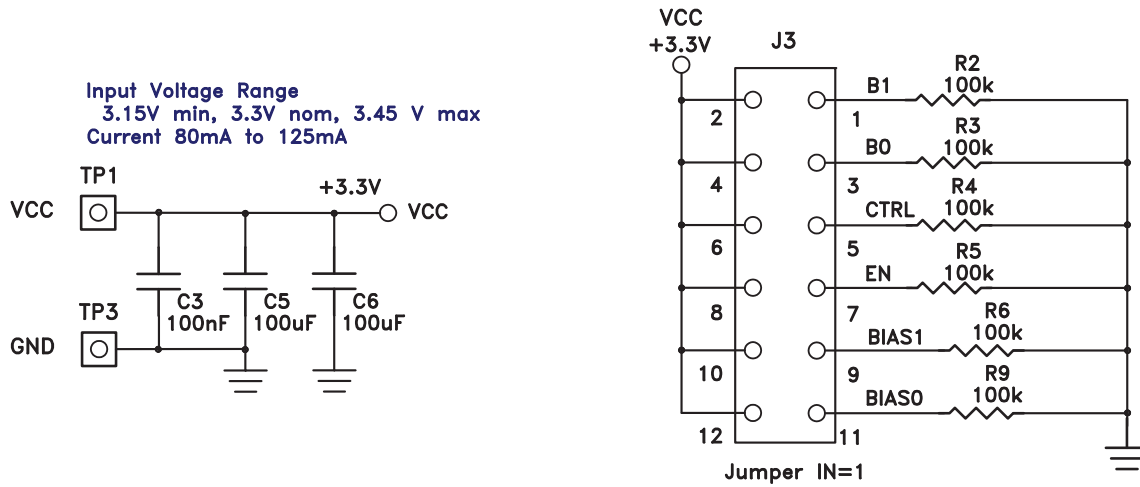 Input Voltage Range
3.15V min, 3.3V nom, 3.45 V max
Current 80mA to 125mA
TP1
VCC
+3.3V
VCC
C3
100nF
C5
100uF
C6
100uF
TP3
GND
VCC
+3.3V
J3
2
4
6
8
10
12
1
3
5
7
9
11
B1
R2
100k
B0
R3
100k
CTRL
R4
100k
EN
R5
100k
BIAS1
R6
100k
BIAS0
R9
100k
Jumper IN=1